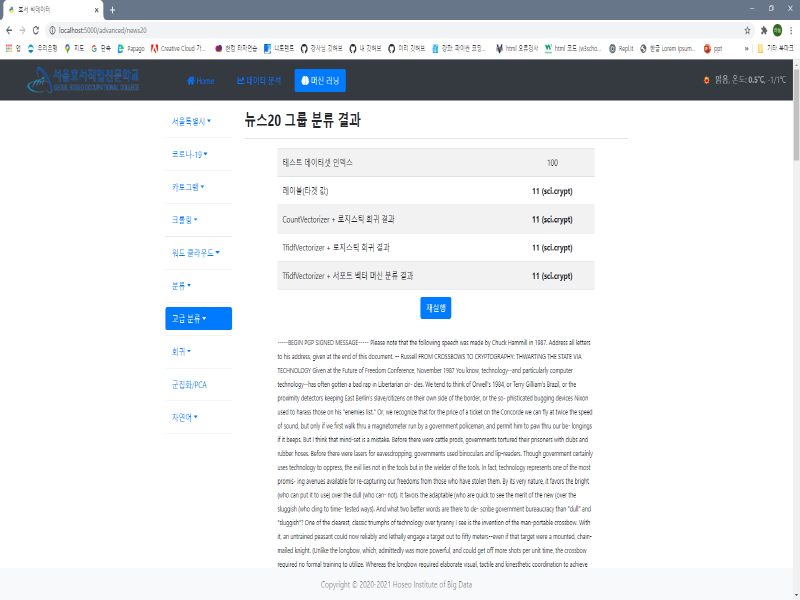 호서 빅데이터
localhost:5000/advanced/news20
앱 우리은행 지도 단축 Papago Creative Cloud 기... 한컴 타자연습 니트랜트 강사님 깃허브 내 깃허브 이리 깃허브 html 오류검사 html 코드 (w3scho... Repl.it 한글 Lorem Ipsum... ppt » 기타 북마크
서울호서직업전문학교
SEOUL HOSEO OCCUPATIONAL COLLEGE
Home 데이터 분석 머신 러닝 맑음, 온도: 0.5℃, -1/1℃
서울특별시
코로나-19
카토그램
크롤링
워드 클라우드
분류
고급 분류
회귀
군집화/PCA
자연어
뉴스20 그룹 분류 결과
테스트 데이터셋 인덱스 100
레이블(타겟 값) 11 (sci.crypt)
CountVectorizer + 로지스틱 회귀 결과 11 (sci.crypt)
TfidfVectorizer + 로지스틱 회귀 결과 11 (sci.crypt)
TfidfVectorizer + 서포트 벡터 머신 분류 결과 11 (sci.crypt)
재실행
-----BEGIN PGP SIGNED MESSAGE----- Please note that the following speech was made by Chuck Hammill in 1987. Address all letters
to his address, given at the end of this document. -- Russell FROM CROSSBOWS TO CRYPTOGRAPHY: THWARTING THE STATE VIA
TECHNOLOGY Given at the Future of Freedom Conference, November 1987 You know, technology--and particularly computer
technology--has often gotten a bad rap in Libertarian cir- cles. We tend to think of Orwell's 1984, or Terry Gilliam's Brazil, or the
proximity detectors keeping East Berlin's slave/citizens on their own side of the border, or the so- phisticated bugging devices Nixon
used to harass those on his "enemies list." Or, we recognize that for the price of a ticket on the Concorde we can fly at twice the speed
of sound, but only if we first walk thru a magnetometer run by a government policeman, and permit him to paw thru our be- longings
if it beeps. But I think that mind-set is a mistake. Before there were cattle prods, governments tortured their prisoners with clubs and
rubber hoses. Before there were lasers for eavesdropping, governments used binoculars and lip-readers. Though government certainly
uses technology to oppress, the evil lies not in the tools but in the wielder of the tools. In fact, technology represents one of the most
promis- ing avenues available for re-capturing our freedoms from those who have stolen them. By its very nature, it favors the bright
(who can put it to use) over the dull (who can- not). It favors the adaptable (who are quick to see the merit of the new (over the
sluggish (who cling to time- tested ways). And what two better words are there to de- scribe government bureaucracy than "dull" and
"sluggish"? One of the clearest, classic triumphs of technology over tyranny I see is the invention of the man-portable crossbow. With
it, an untrained peasant could now reliably and lethally engage a target out to fifty meters--even if that target were a mounted, chain-
mailed knight. (Unlike the longbow, which, admittedly was more powerful, and could get off more shots per unit time, the crossbow
required no formal training to utilize. Whereas the longbow required elaborate visual, tactile and kinesthetic coordination to achieve
Copyright © 2020-2021 Hoseo Institute of Big Data